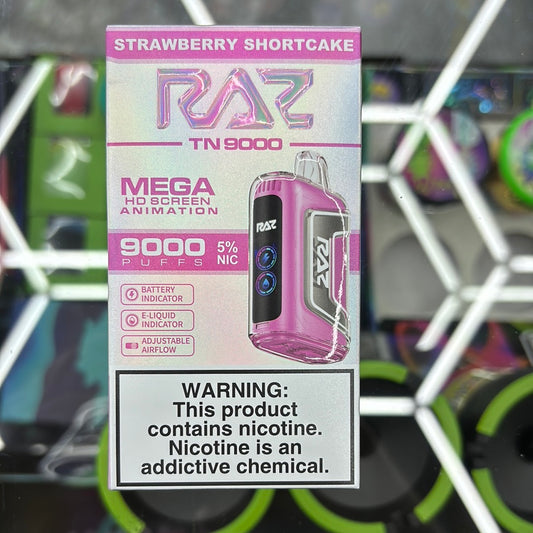 STRAWBERRY SHORTCAKE
RAZ
TN 9000
MEGA
HD SCREEN
ANIMATION
9000
PUFFS
5%
NIC
BATTERY
INDICATOR
E-LIQUID
INDICATOR
ADJUSTABLE
AIRFLOW
RAZ
RAZ
WARNING:
This product
contains nicotine.
Nicotine is an
addictive chemical.